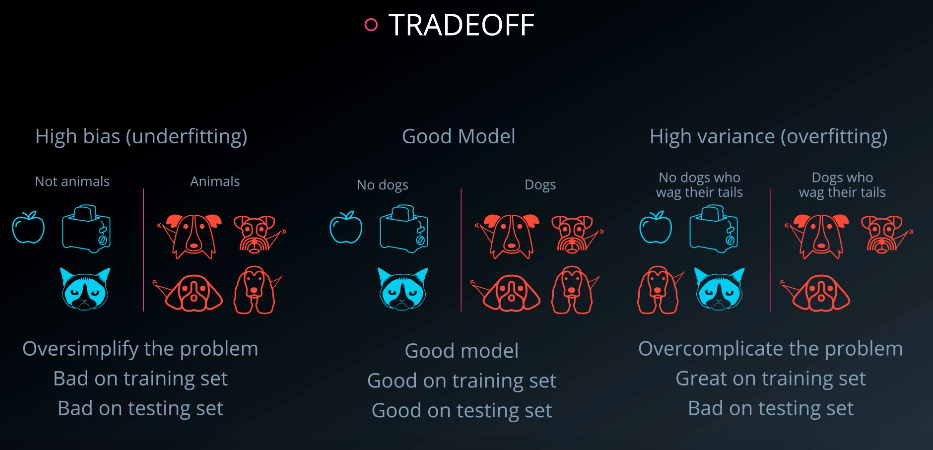 TRADEOFF
High bias (underfitting)
Not animals
Animals
Oversimplify the problem
Bad on training set
Bad on testing set
Good Model
No dogs
Dogs
Good model
Good on training set
Good on testing set
High variance (overfitting)
No dogs who
wag their tails
Dogs who
wag their tails
Overcomplicate the problem
Great on training set
Bad on testing set